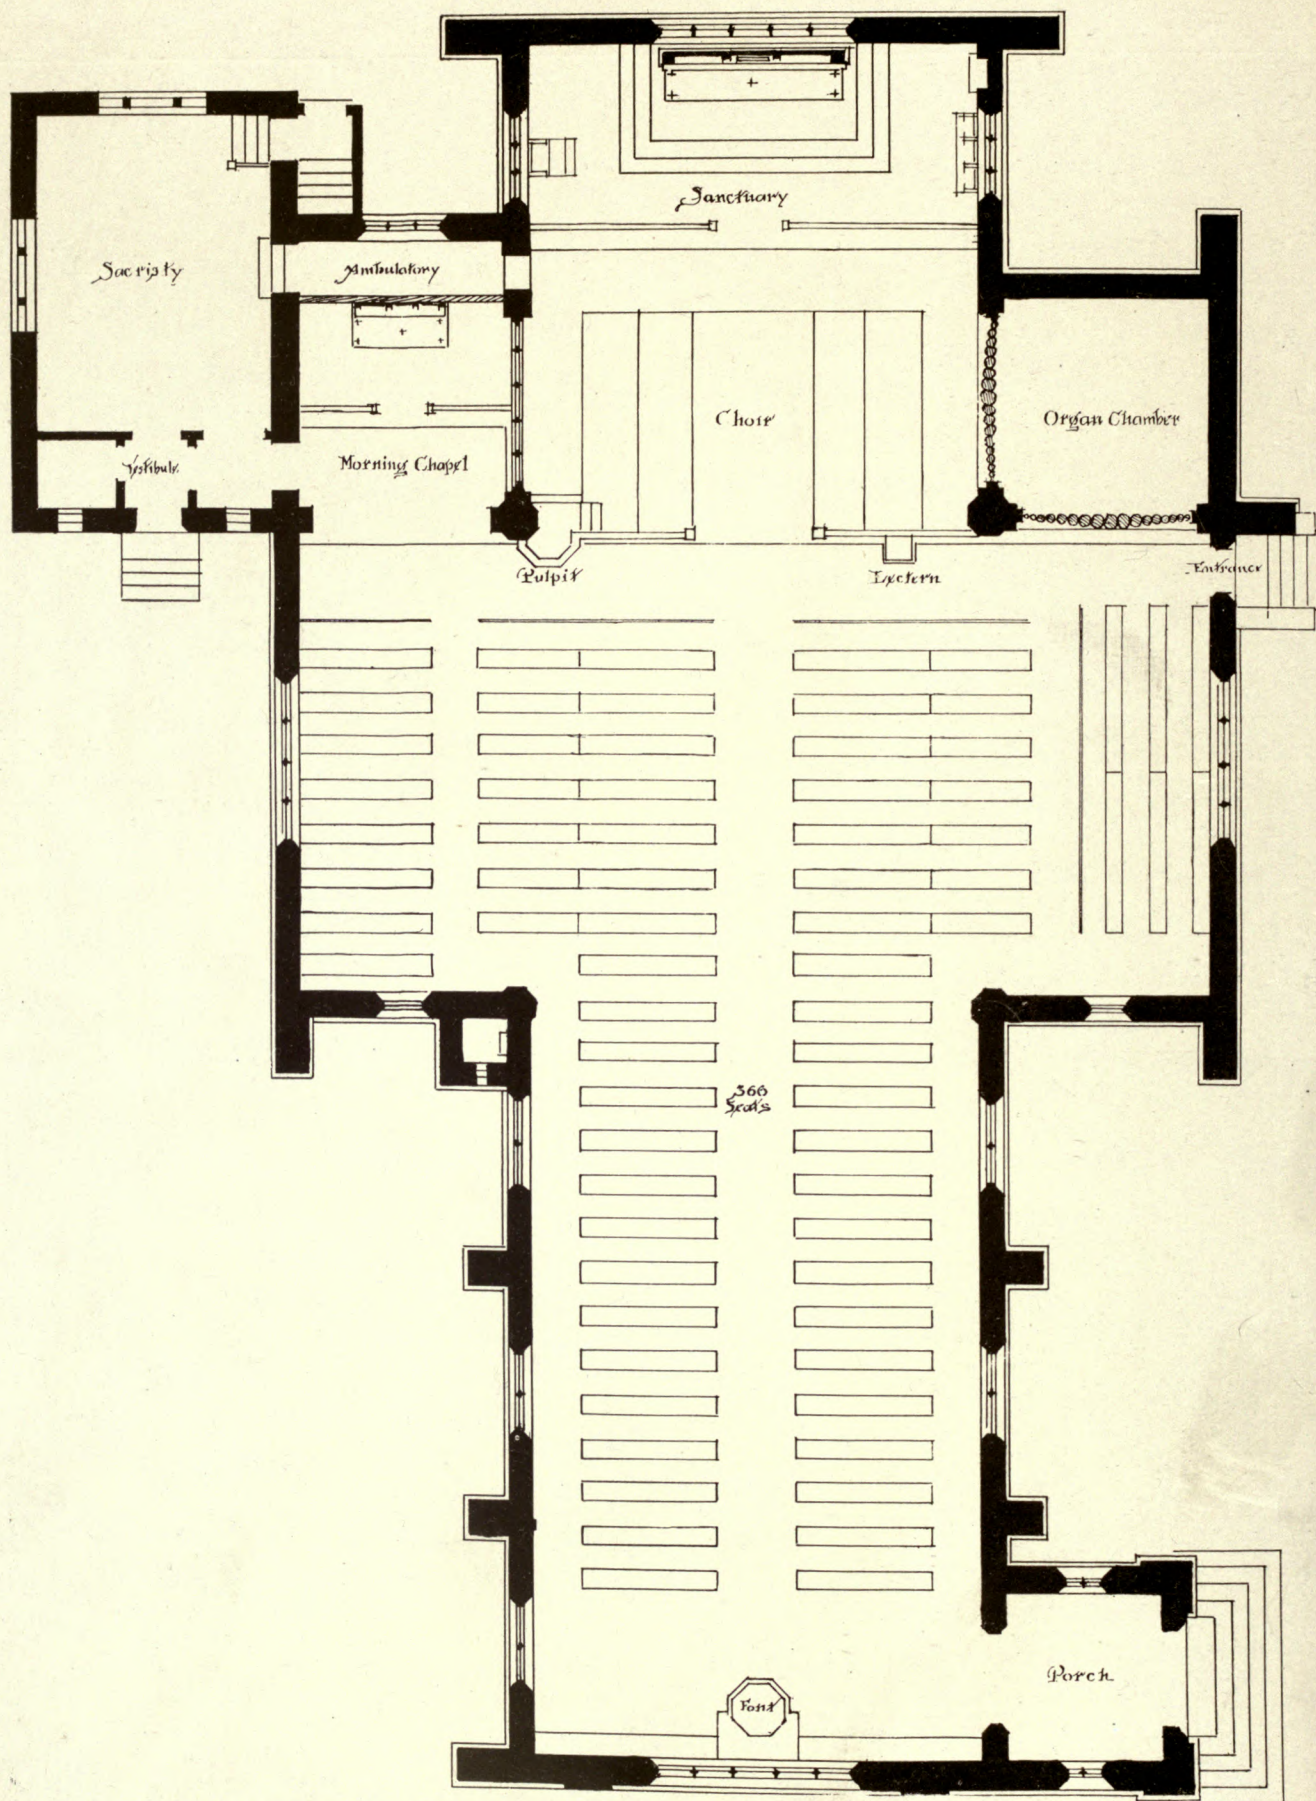 Sanctuary
Sacristy
Ambulatory
Choir
Organ Chamber
Morning Chapel
Vestibule
Pulpit
Lectern
Entrance
366
Seats
Porch
Font